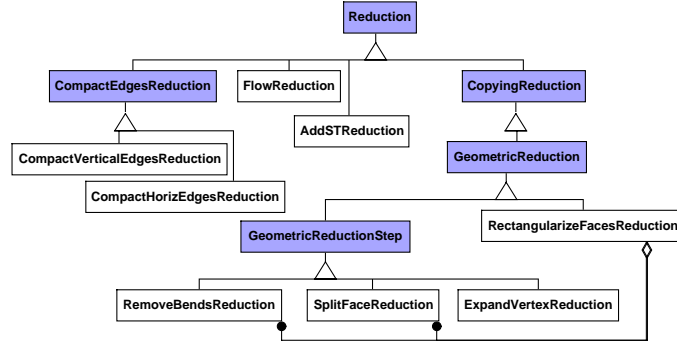 Reduction
CompactEdgesReduction
FlowReduction
CopyingReduction
AddSTReduction
CompactVerticalEdgesReduction
GeometricReduction
CompactHorizEdgesReduction
GeometricReductionStep
RectangularizeFacesReduction
RemoveBendsReduction
SplitFaceReduction
ExpandVertexReduction